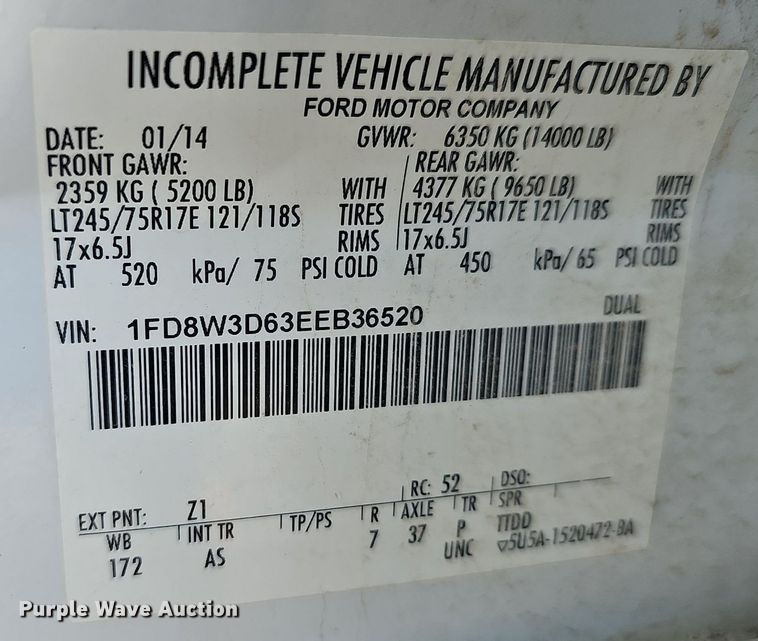 INCOMPLETE VEHICLE MANUFACTURED BY
FORD MOTOR COMPANY
DATE: 01/14 GVWR: 6350 KG (14000 LB)
FRONT GAWR: REAR GAWR:
2359 KG ( 5200 LB) WITH 4377 KG ( 9650 LB) WITH
LT245/75R17E 121/118S TIRES LT245/75R17E 121/118S TIRES
17x6.5J RIMS 17x6.5J RIMS
AT 520 kPa/ 75 PSI COLD AT 450 kPa/ 65 PSI COLD
DUAL
VIN: 1FD8W3D63EEB36520
EXT PNT: Z1 RC: 52 DSO:
WB INT TR TP/PS R AXLE TR SPR
172 AS 7 37 P TTDD
UNC 5U5A-1520472-BA
Purple Wave Auction